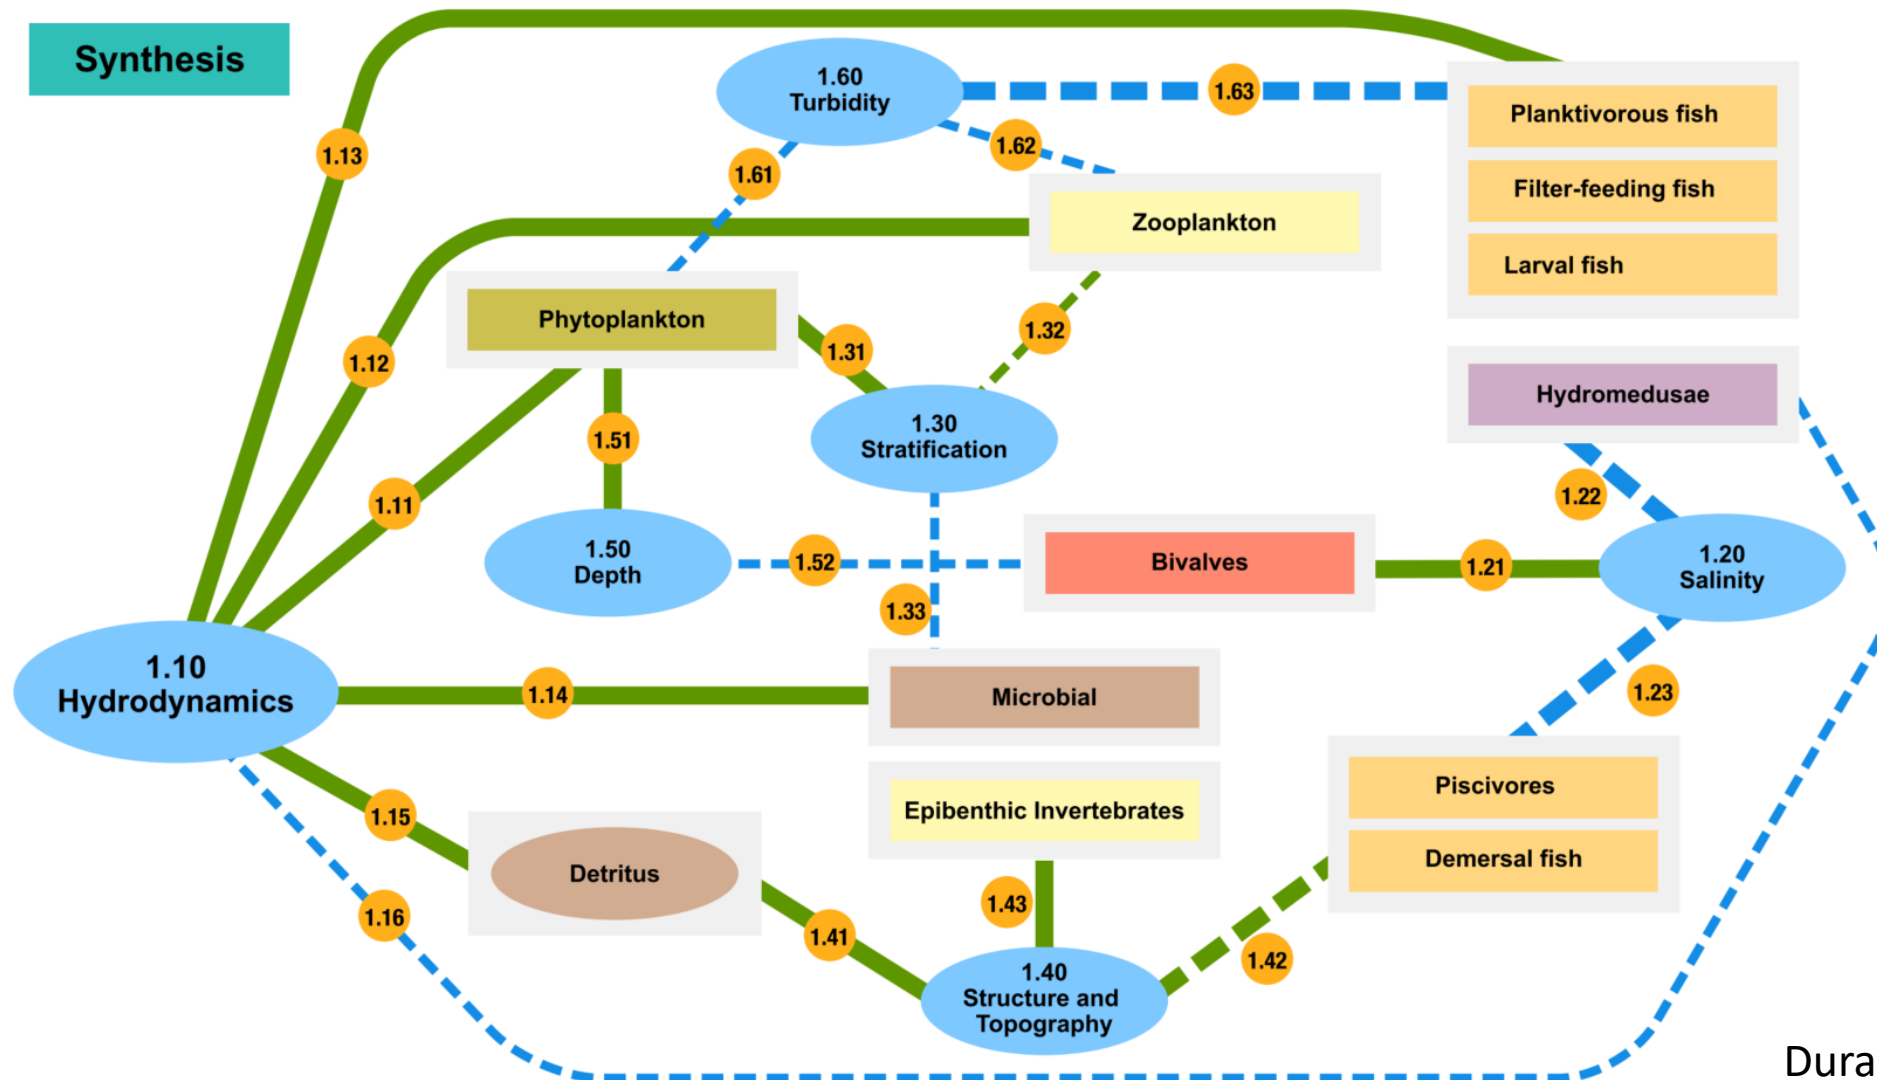 Synthesis
1.60
Turbidity
1.63
Planktivorous fish
1.13
1.62
1.61
Filter-feeding fish
Zooplankton
Larval fish
Phytoplankton
1.32
1.31
1.12
Hydromedusae
1.30
Stratification
1.51
1.22
1.11
1.50
Depth
1.52
Bivalves
1.21
1.20
Salinity
1.33
1.10
Hydrodynamics
1.14
Microbial
1.23
Piscivores
Epibenthic Invertebrates
1.15
Demersal fish
Detritus
1.43
1.16
1.41
1.42
1.40
Structure and
Topography
Dura